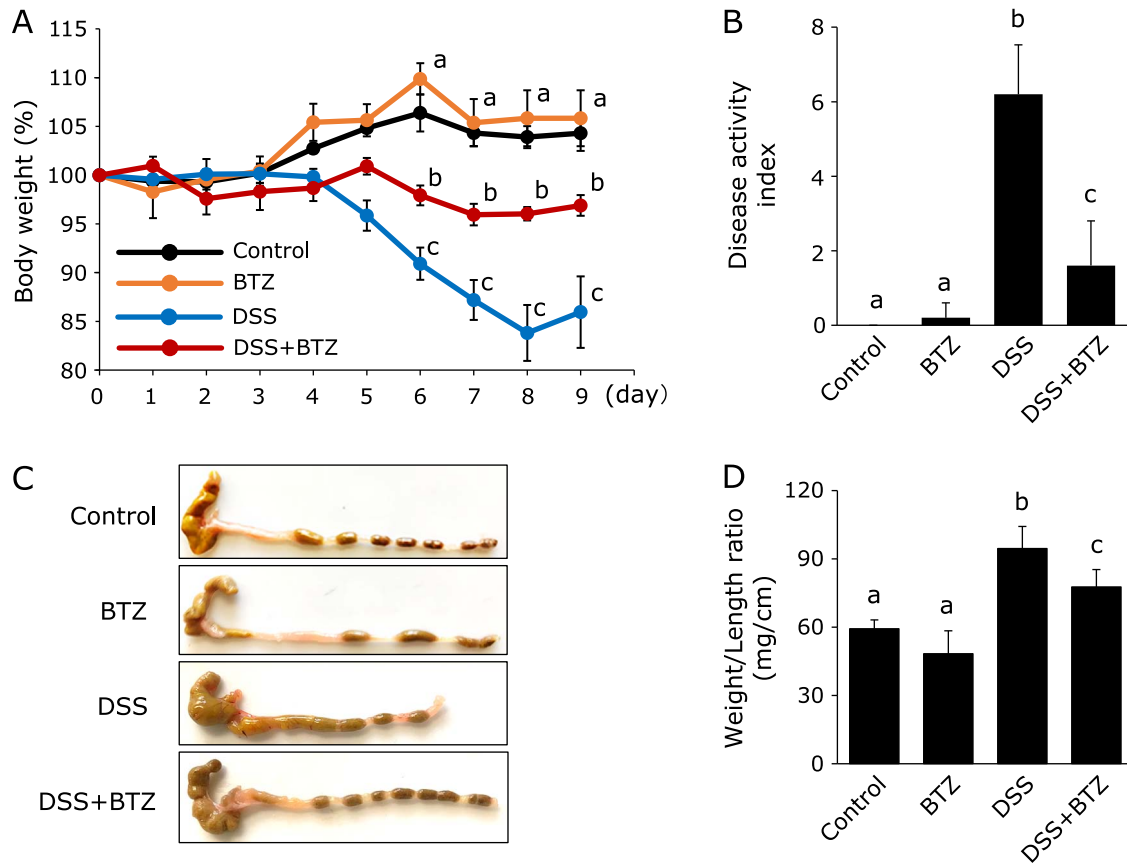 A
Body weight (%)
115
110
105
100
95
90
85
80
a
a
a
a
b
b
b
b
c
c
c
c
Control
BTZ
DSS
DSS+BTZ
0 1 2 3 4 5 6 7 8 9 (day)
B
Disease activity
index
8
6
4
2
0
a
a
b
c
Control
BTZ
DSS
DSS+BTZ
C
Control
BTZ
DSS
DSS+BTZ
D
Weight/Length ratio
(mg/cm)
120
90
60
30
0
a
a
b
c
Control
BTZ
DSS
DSS+BTZ